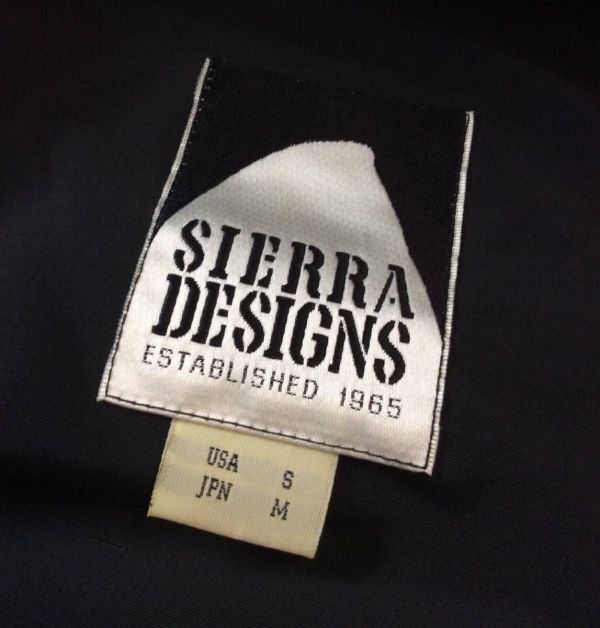 SIERRA
DESIGNS
ESTABLISHED 1965
USA S
JPN M